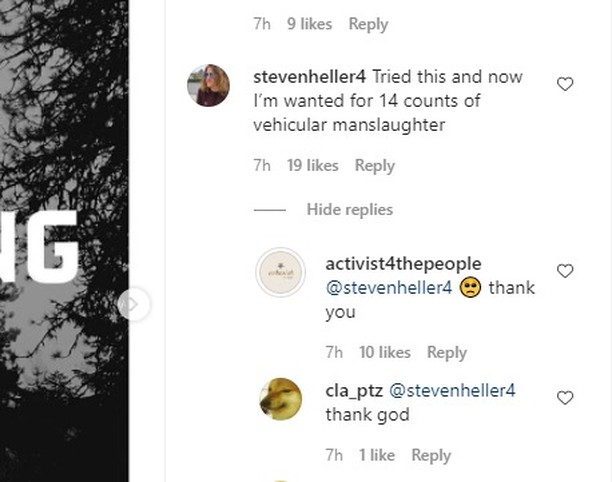 7h 9 likes Reply
stevenheller4 Tried this and now
I'm wanted for 14 counts of
vehicular manslaughter
7h 19 likes Reply
Hide replies
activist4thepeople
@stevenheller4 🥺 thank
you
7h 10 likes Reply
cla_ptz @stevenheller4
thank god
7h 1 like Reply
NG